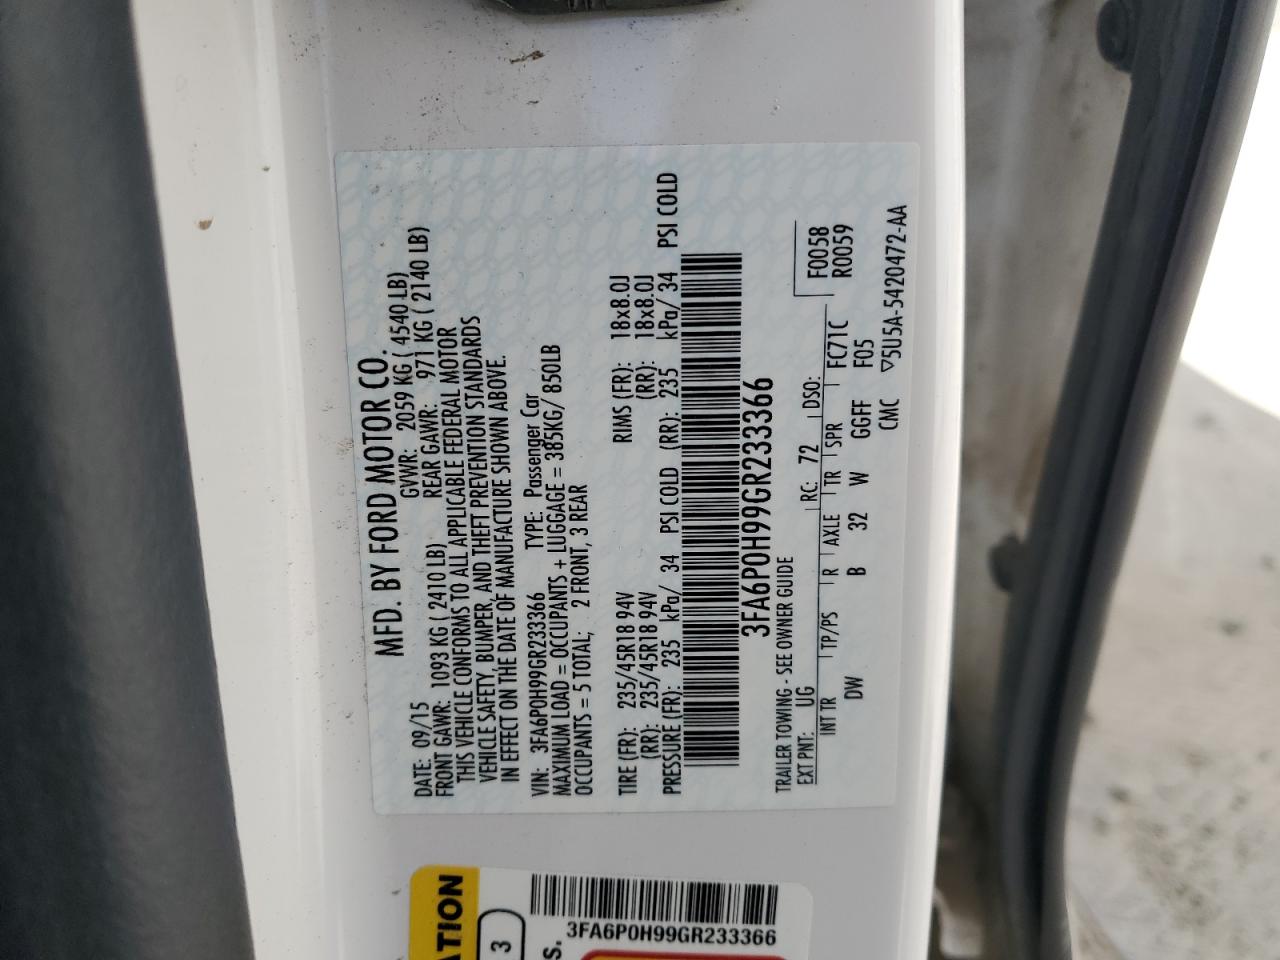 MFD. BY FORD MOTOR CO.
DATE: 09/15 GVWR: 2059 KG ( 4540 LB)
FRONT GAWR: 1093 KG ( 2410 LB) REAR GAWR: 971 KG ( 2140 LB)
THIS VEHICLE CONFORMS TO ALL APPLICABLE FEDERAL MOTOR
VEHICLE SAFETY, BUMPER, AND THEFT PREVENTION STANDARDS
IN EFFECT ON THE DATE OF MANUFACTURE SHOWN ABOVE.
VIN: 3FA6P0H99GR233366 TYPE: Passenger Car
MAXIMUM LOAD = OCCUPANTS + LUGGAGE = 385KG/ 850LB
OCCUPANTS = 5 TOTAL; 2 FRONT, 3 REAR
TIRE (FR): 235/45R18 94V RIMS (FR): 18x8.0J
(RR): 235/45R18 94V (RR): 18x8.0J
PRESSURE (FR): 235 kPa/ 34 PSI COLD (RR): 235 kPa/ 34 PSI COLD
3FA6P0H99GR233366
TRAILER TOWING - SEE OWNER GUIDE
EXT PNT: UG RC: 72 DSO: F0058
R0059
INT TR TP/PS R AXLE TR SPR FC71C
DW B 32 W GGFF F05
CMC ▽5U5A-5420472-AA
ATION
3
S.
3FA6P0H99GR233366